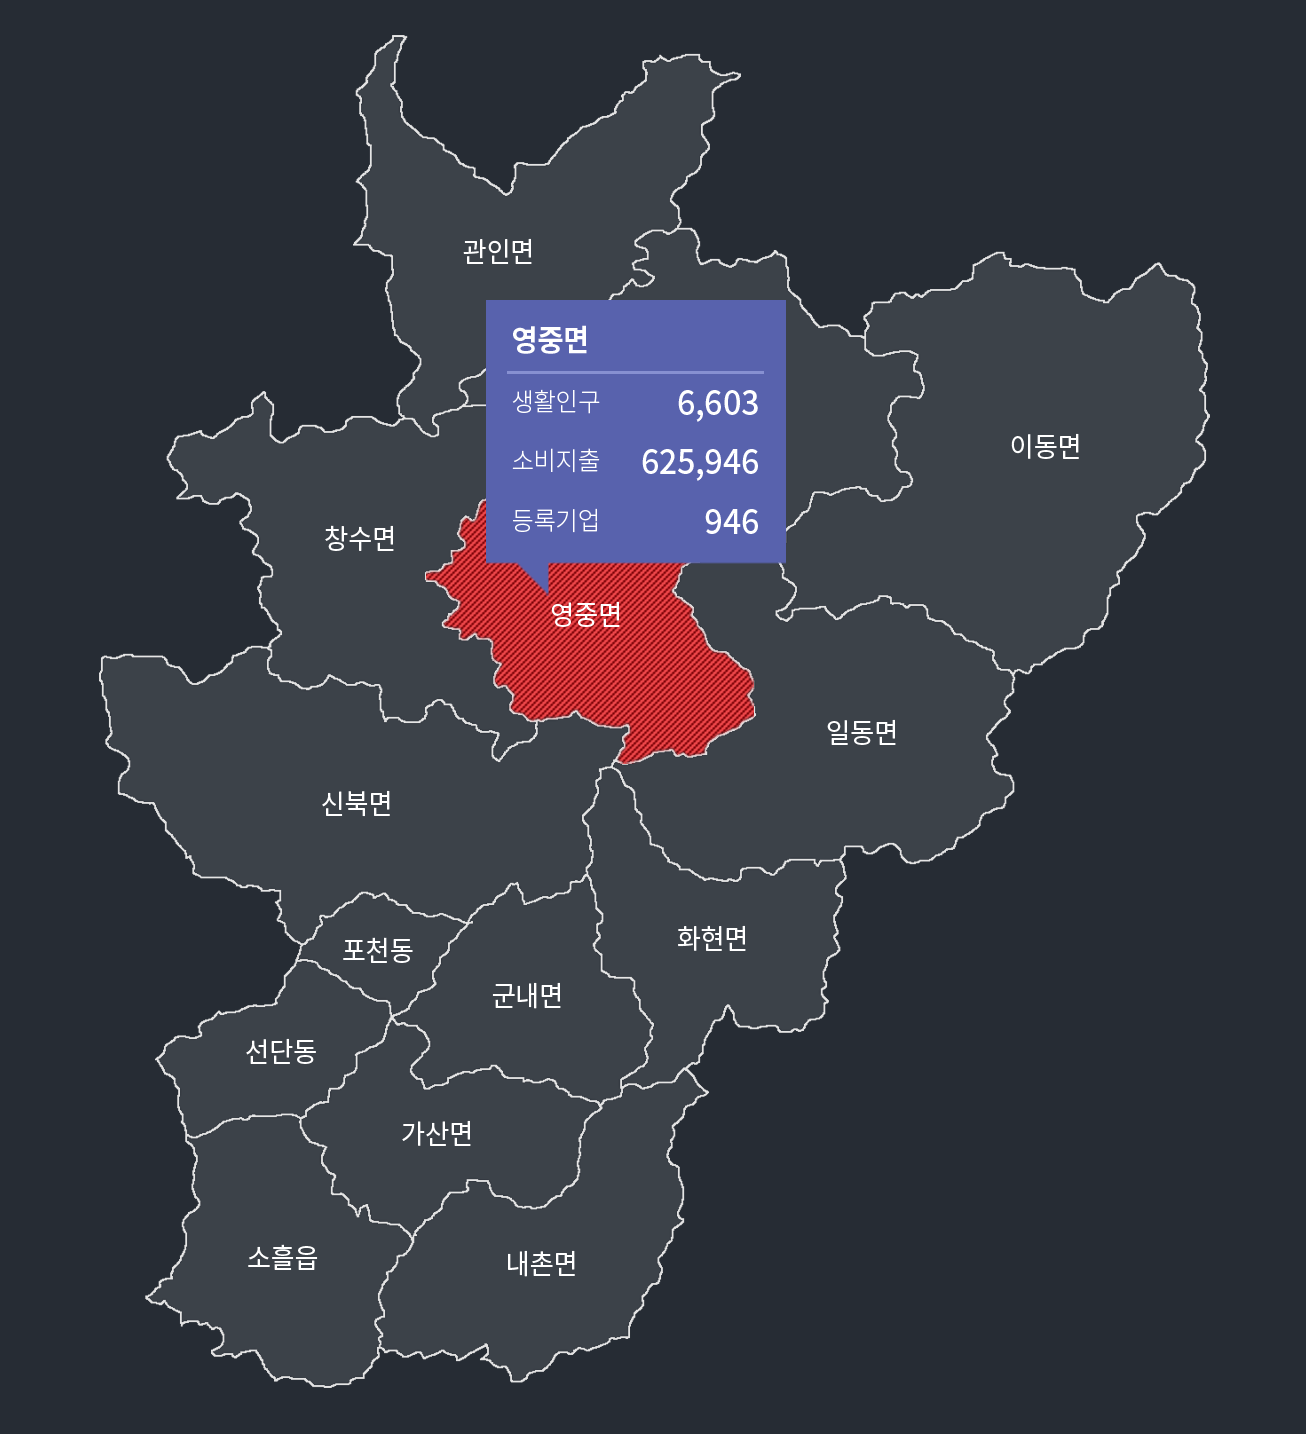 관인면
영중면
생활인구 6,603
소비지출 625,946
등록기업 946
이동면
창수면
영중면
일동면
신북면
화현면
포천동
군내면
선단동
가산면
소흘읍
내촌면